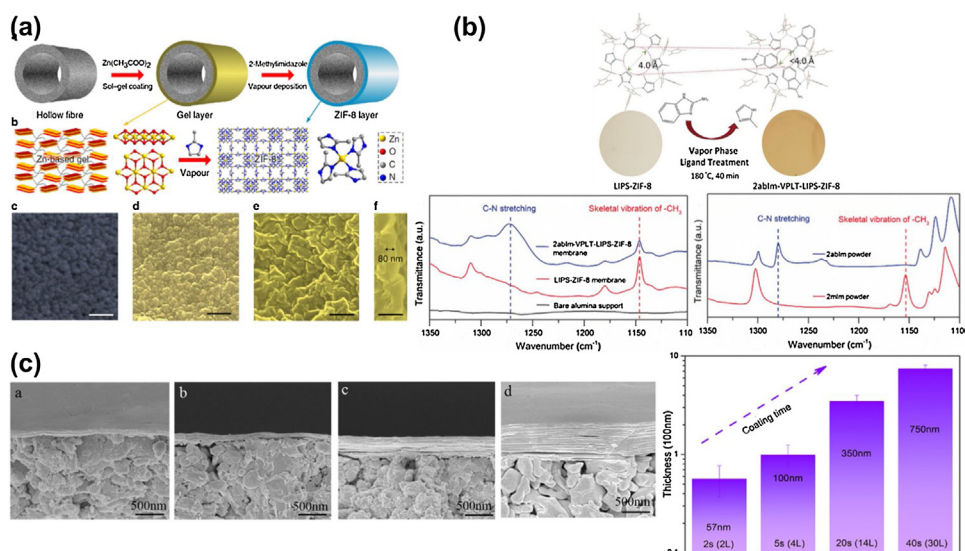 (a)
Zn(CH₃COO)₂
Sol–gel coating
2-Methylimidazole
Vapour deposition
Hollow fibre
Gel layer
ZIF-8 layer
b
Zn-based gel
Vapour
ZIF-8
Zn
O
C
N
c
d
e
f
80 nm
(b)
4.0 Å
<4.0 Å
Vapor Phase
Ligand Treatment
180 ℃, 40 min
LIPS-ZIF-8
2abIm-VPLT-LIPS-ZIF-8
Transmittance (a.u.)
C-N stretching
Skeletal vibration of -CH₃
2abIm-VPLT-LIPS-ZIF-8
membrane
LIPS-ZIF-8 membrane
Bare alumina support
1350
1300
1250
1200
1150
1100
Wavenumber (cm⁻¹)
Transmittance (a.u.)
C-N stretching
Skeletal vibration of -CH₃
2abIm powder
2mIm powder
1350
1300
1250
1200
1150
1100
Wavenumber (cm⁻¹)
(c)
a
500nm
b
500nm
c
500nm
d
500nm
Thickness (100nm)
10
1
0.1
Coating time
57nm
2s (2L)
100nm
5s (4L)
350nm
20s (14L)
750nm
40s (30L)